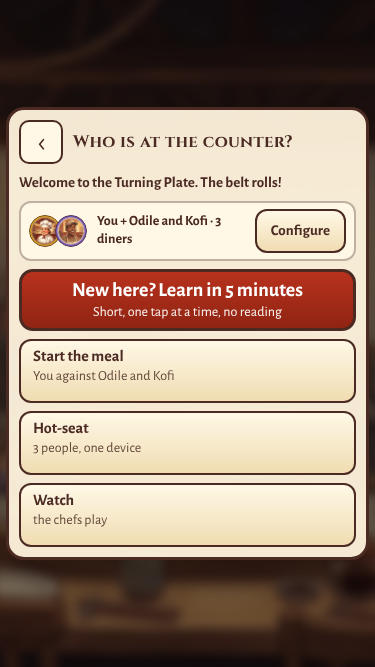 Who is at the counter?
Welcome to the Turning Plate. The belt rolls!
You + Odile and Kofi · 3
diners
Configure
New here? Learn in 5 minutes
Short, one tap at a time, no reading
Start the meal
You against Odile and Kofi
Hot-seat
3 people, one device
Watch
the chefs play